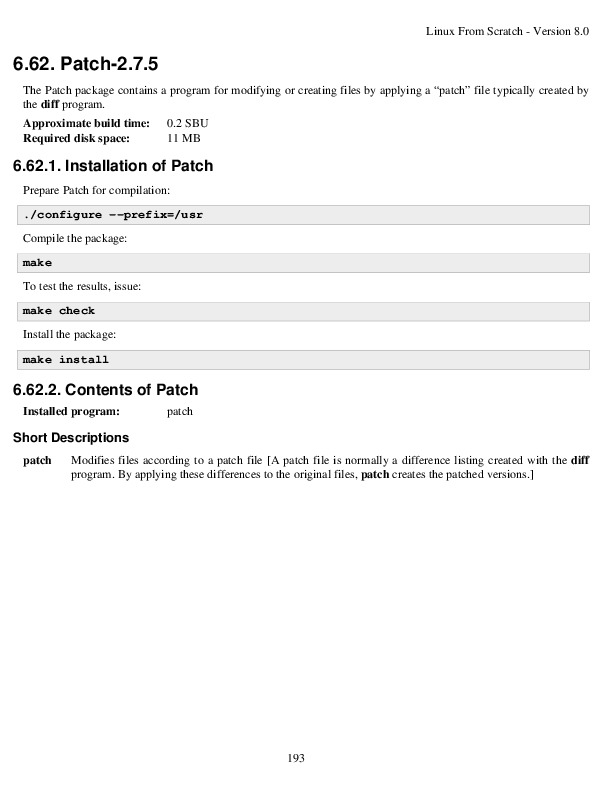 Linux From Scratch - Version 8.0
6.62. Patch-2.7.5
The Patch package contains a program for modifying or creating files by applying a “patch” file typically created by
the diff program.
Approximate build time: 0.2 SBU
Required disk space: 11 MB
6.62.1. Installation of Patch
Prepare Patch for compilation:
./configure --prefix=/usr
Compile the package:
make
To test the results, issue:
make check
Install the package:
make install
6.62.2. Contents of Patch
Installed program: patch
Short Descriptions
patch Modifies files according to a patch file [A patch file is normally a difference listing created with the diff
program. By applying these differences to the original files, patch creates the patched versions.]
193